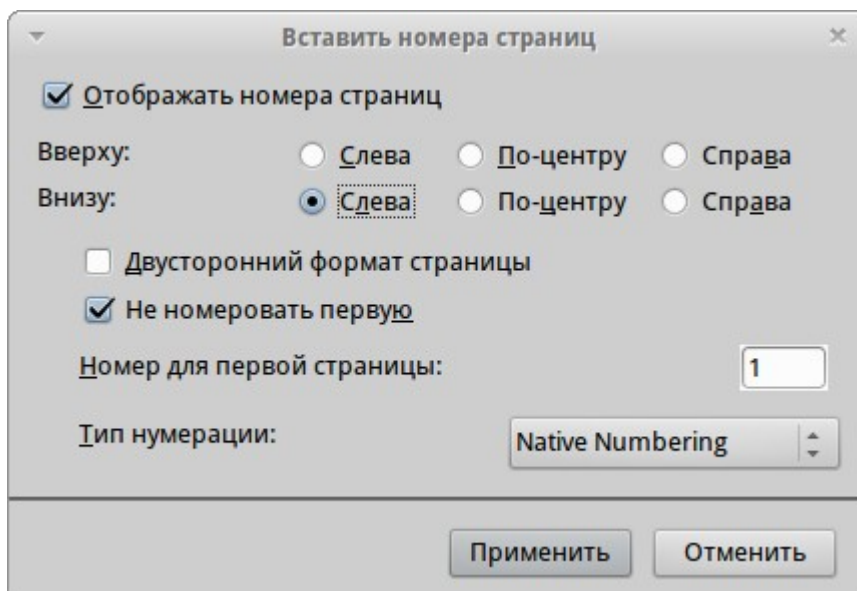 Вставить номера страниц
Отображать номера страниц
Вверху: Слева По-центру Справа
Внизу: Слева По-центру Справа
Двусторонний формат страницы
Не номеровать первую
Номер для первой страницы: 1
Тип нумерации: Native Numbering
Применить Отменить